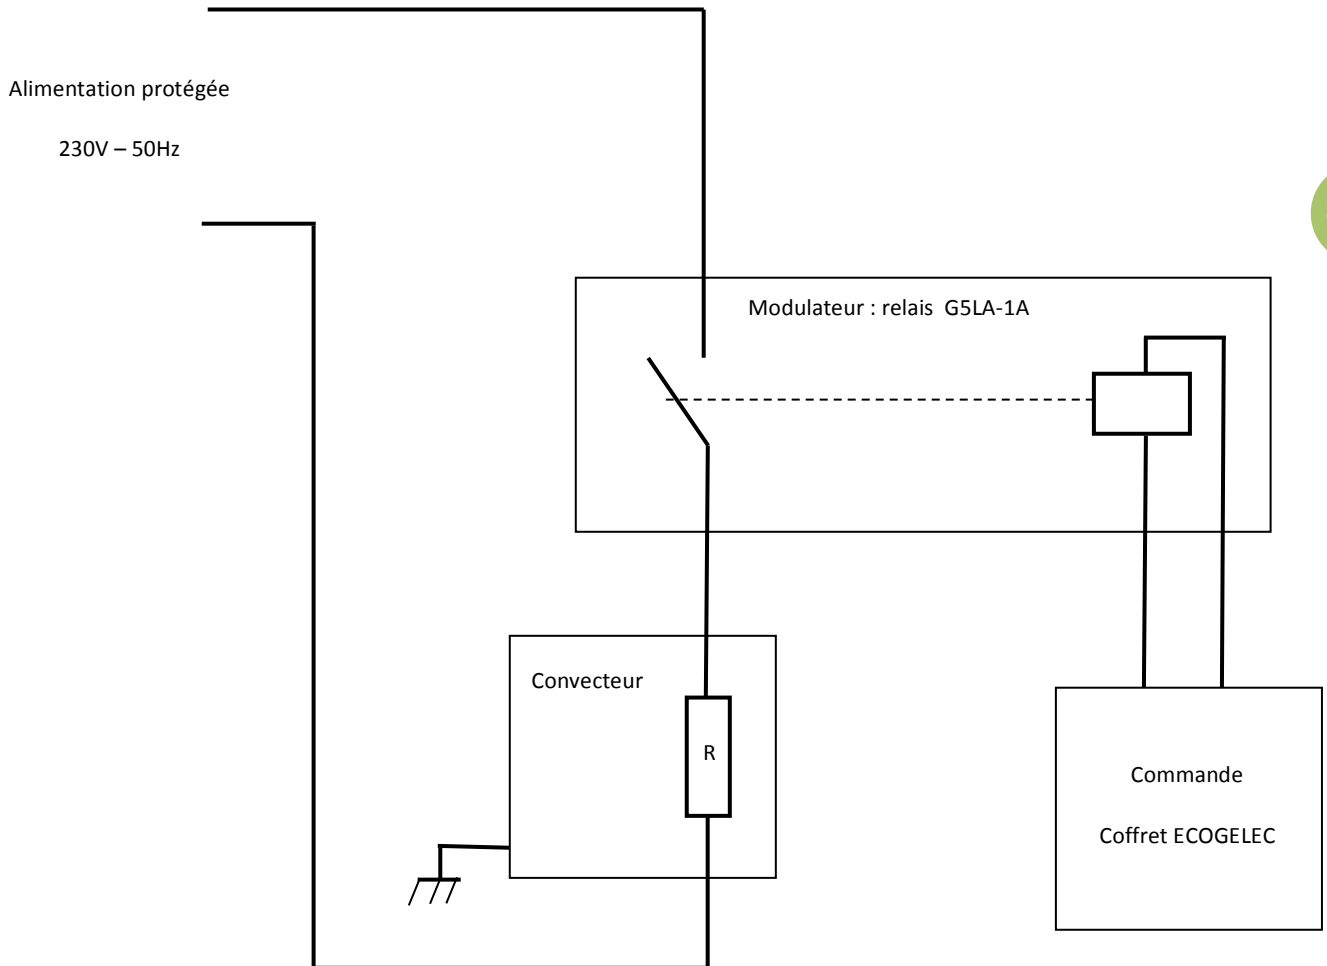 Alimentation protégée
230V – 50Hz
Modulateur : relais  G5LA-1A
Convecteur
R
Commande
Coffret ECOGELEC